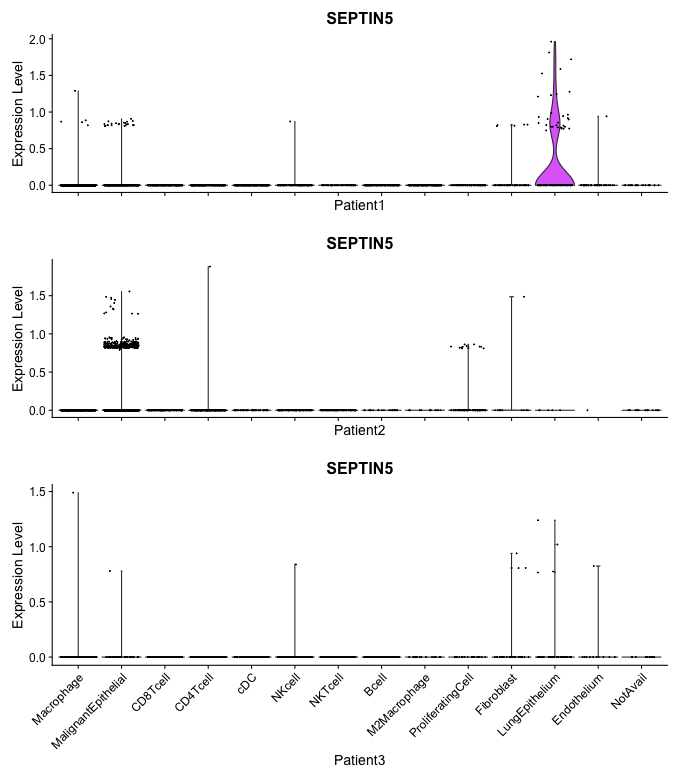 SEPTIN5
2.0
1.5
1.0
0.5
0.0
Expression Level
Patient1
SEPTIN5
1.5
1.0
0.5
0.0
Expression Level
Patient2
SEPTIN5
1.5
1.0
0.5
0.0
Expression Level
Macrophage
MalignantEpithelial
CD8Tcell
CD4Tcell
cDC
NKcell
NKTcell
Bcell
M2Macrophage
ProliferatingCell
Fibroblast
LungEpithelium
Endothelium
NotAvail
Patient3